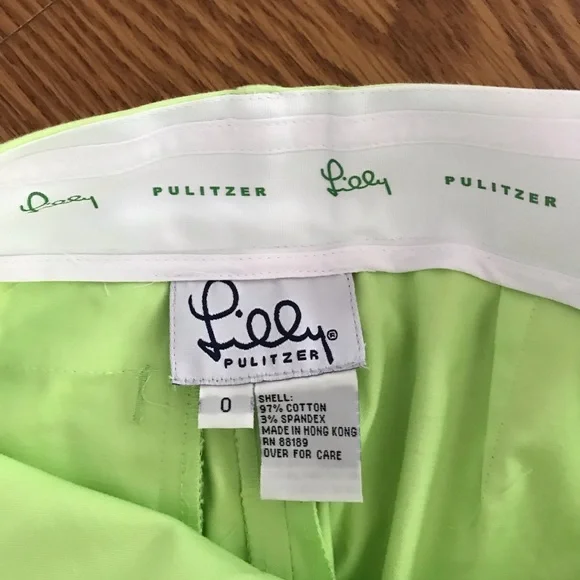 Lilly PULITZER Lilly PULITZER
Lilly®
PULITZER
0
SHELL:
97% COTTON
3% SPANDEX
MADE IN HONG KONG
RN 88189
OVER FOR CARE